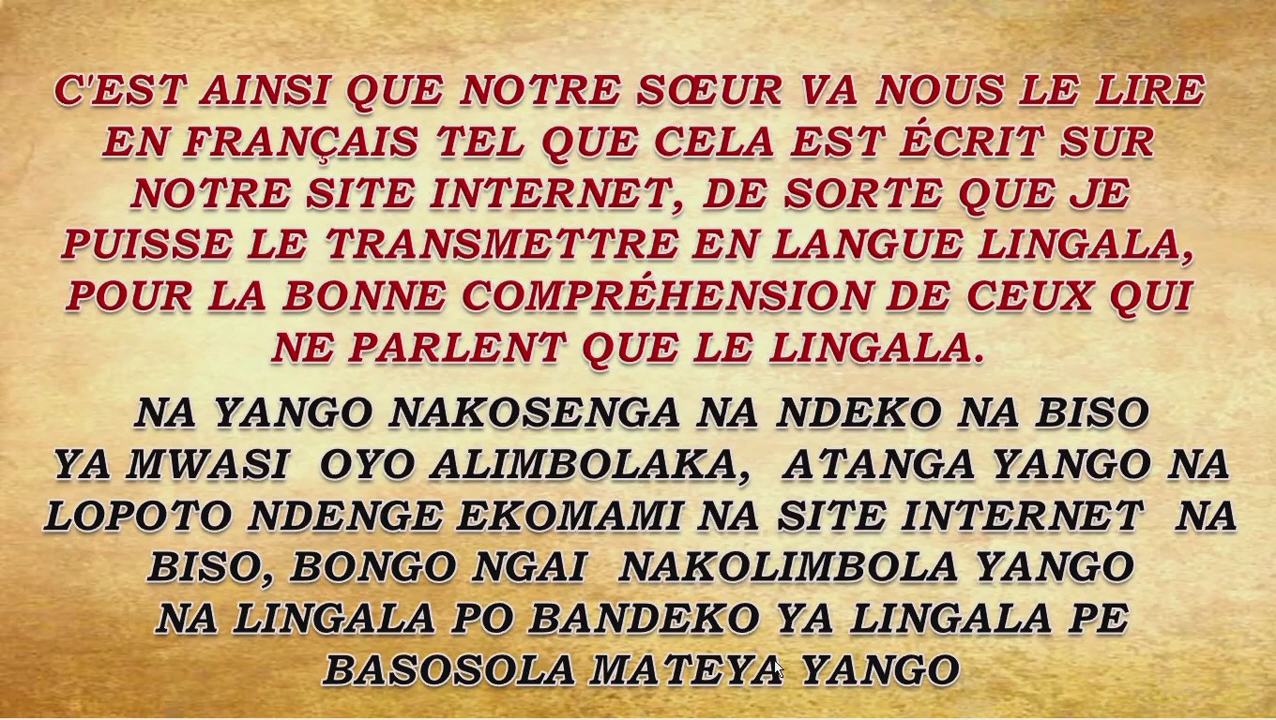 C'EST AINSI QUE NOTRE SŒUR VA NOUS LE LIRE
EN FRANÇAIS TEL QUE CELA EST ÉCRIT SUR
NOTRE SITE INTERNET, DE SORTE QUE JE
PUISSE LE TRANSMETTRE EN LANGUE LINGALA,
POUR LA BONNE COMPRÉHENSION DE CEUX QUI
NE PARLENT QUE LE LINGALA.
NA YANGO NAKOSENGA NA NDEKO NA BISO
YA MWASI OYO ALIMBOLAKA, ATANGA YANGO NA
LOPOTO NDENGE EKOMAMI NA SITE INTERNET NA
BISO, BONGO NGAI NAKOLIMBOLA YANGO
NA LINGALA PO BANDEKO YA LINGALA PE
BASOSOLA MATEYA YANGO